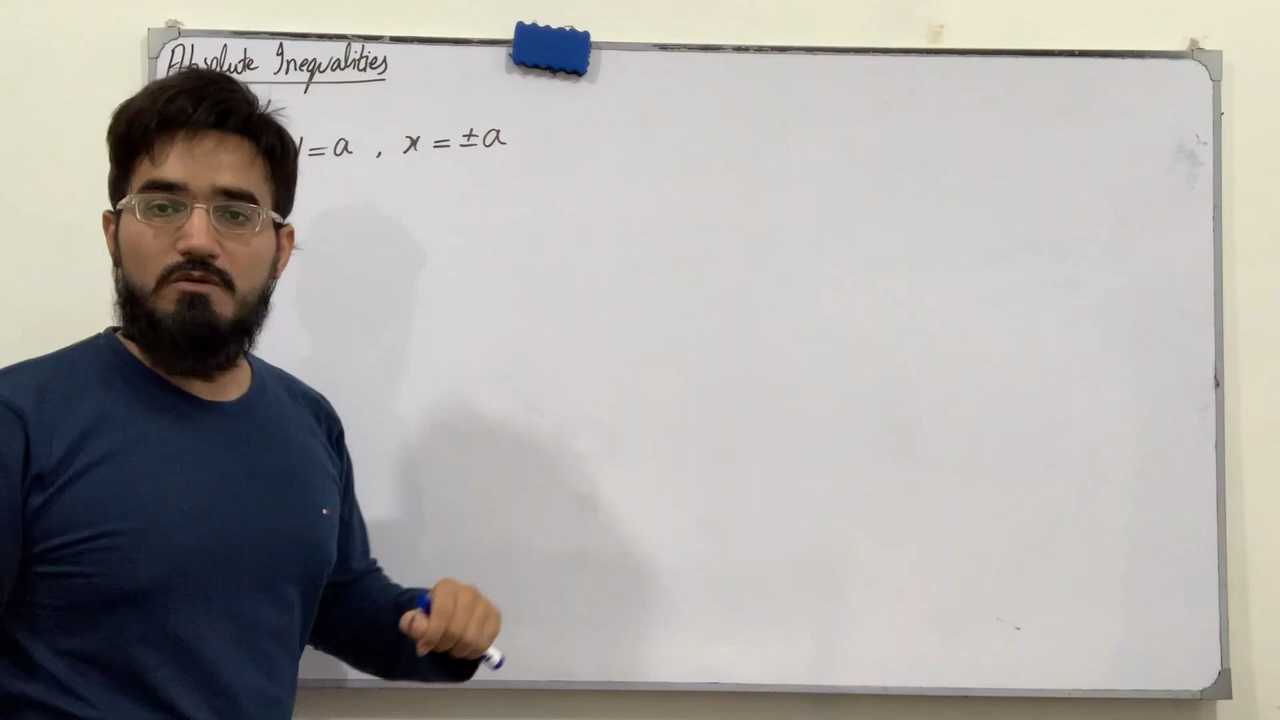 Absolute Inequalities
|=a , x = ±a